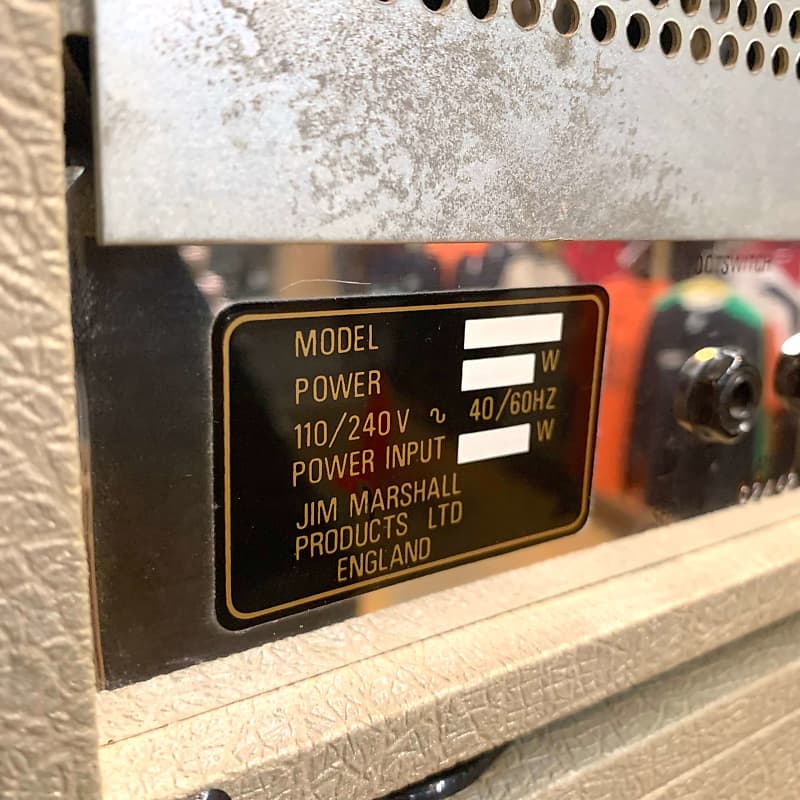 MODEL
POWER W
110/240V ~ 40/60HZ
POWER INPUT W
JIM MARSHALL
PRODUCTS LTD
ENGLAND